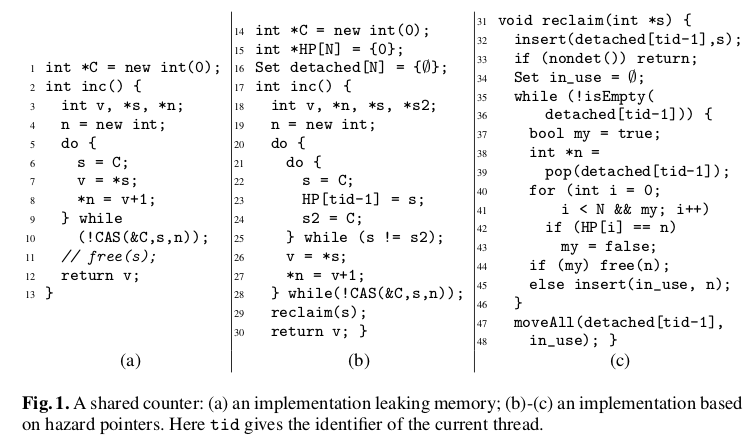 1 int *C = new int(0);
2 int inc() {
3 int v, *s, *n;
4 n = new int;
5 do {
6 s = C;
7 v = *s;
8 *n = v+1;
9 } while
10 (!CAS(&C,s,n));
11 // free(s);
12 return v;
13 }
(a)
14 int *C = new int(0);
15 int *HP[N] = {0};
16 Set detached[N] = {∅};
17 int inc() {
18 int v, *n, *s, *s2;
19 n = new int;
20 do {
21 do {
22 s = C;
23 HP[tid-1] = s;
24 s2 = C;
25 } while (s != s2);
26 v = *s;
27 *n = v+1;
28 } while(!CAS(&C,s,n));
29 reclaim(s);
30 return v; }
(b)
31 void reclaim(int *s) {
32 insert(detached[tid-1],s);
33 if (nondet()) return;
34 Set in_use = ∅;
35 while (!isEmpty(
36 detached[tid-1])) {
37 bool my = true;
38 int *n =
39 pop(detached[tid-1]);
40 for (int i = 0;
41 i < N && my; i++)
42 if (HP[i] == n)
43 my = false;
44 if (my) free(n);
45 else insert(in_use, n);
46 }
47 moveAll(detached[tid-1],
48 in_use); }
(c)
Fig. 1. A shared counter: (a) an implementation leaking memory; (b)-(c) an implementation based
on hazard pointers. Here tid gives the identifier of the current thread.